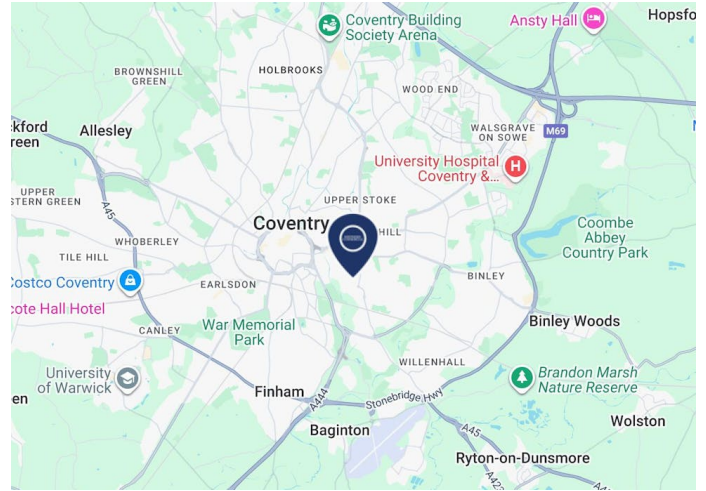 Coventry Building
Society Arena
Ansty Hall
Hopsfo
HOLBROOKS
BROWNSHILL
GREEN
WOOD END
ckford
reen
Allesley
WALSGRAVE
ON SOWE
M69
University Hospital
Coventry &...
H
UPPER
STERN GREEN
A45
UPPER STOKE
Coventry
HILL
WHOBERLEY
Coombe
Abbey
Country Park
TILE HILL
BINLEY
Costco Coventry
EARLSDON
cote Hall Hotel
War Memorial
Park
Binley Woods
CANLEY
WILLENHALL
University
of Warwick
Brandon Marsh
Nature Reserve
en
Finham
A444
Stonebridge Hwy
Wolston
Baginton
A45
Ryton-on-Dunsmore
A423